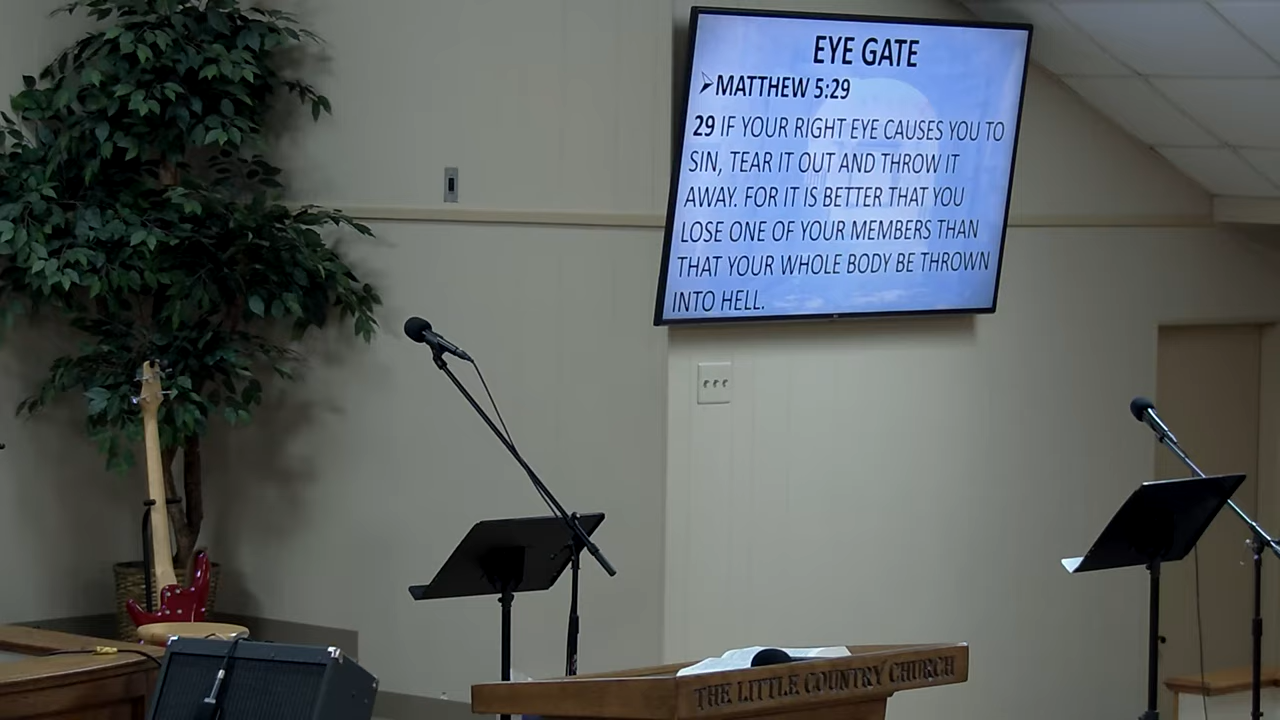 EYE GATE
➢MATTHEW 5:29
29 IF YOUR RIGHT EYE CAUSES YOU TO
SIN, TEAR IT OUT AND THROW IT
AWAY. FOR IT IS BETTER THAT YOU
LOSE ONE OF YOUR MEMBERS THAN
THAT YOUR WHOLE BODY BE THROWN
INTO HELL.
THE LITTLE COUNTRY CHURCH